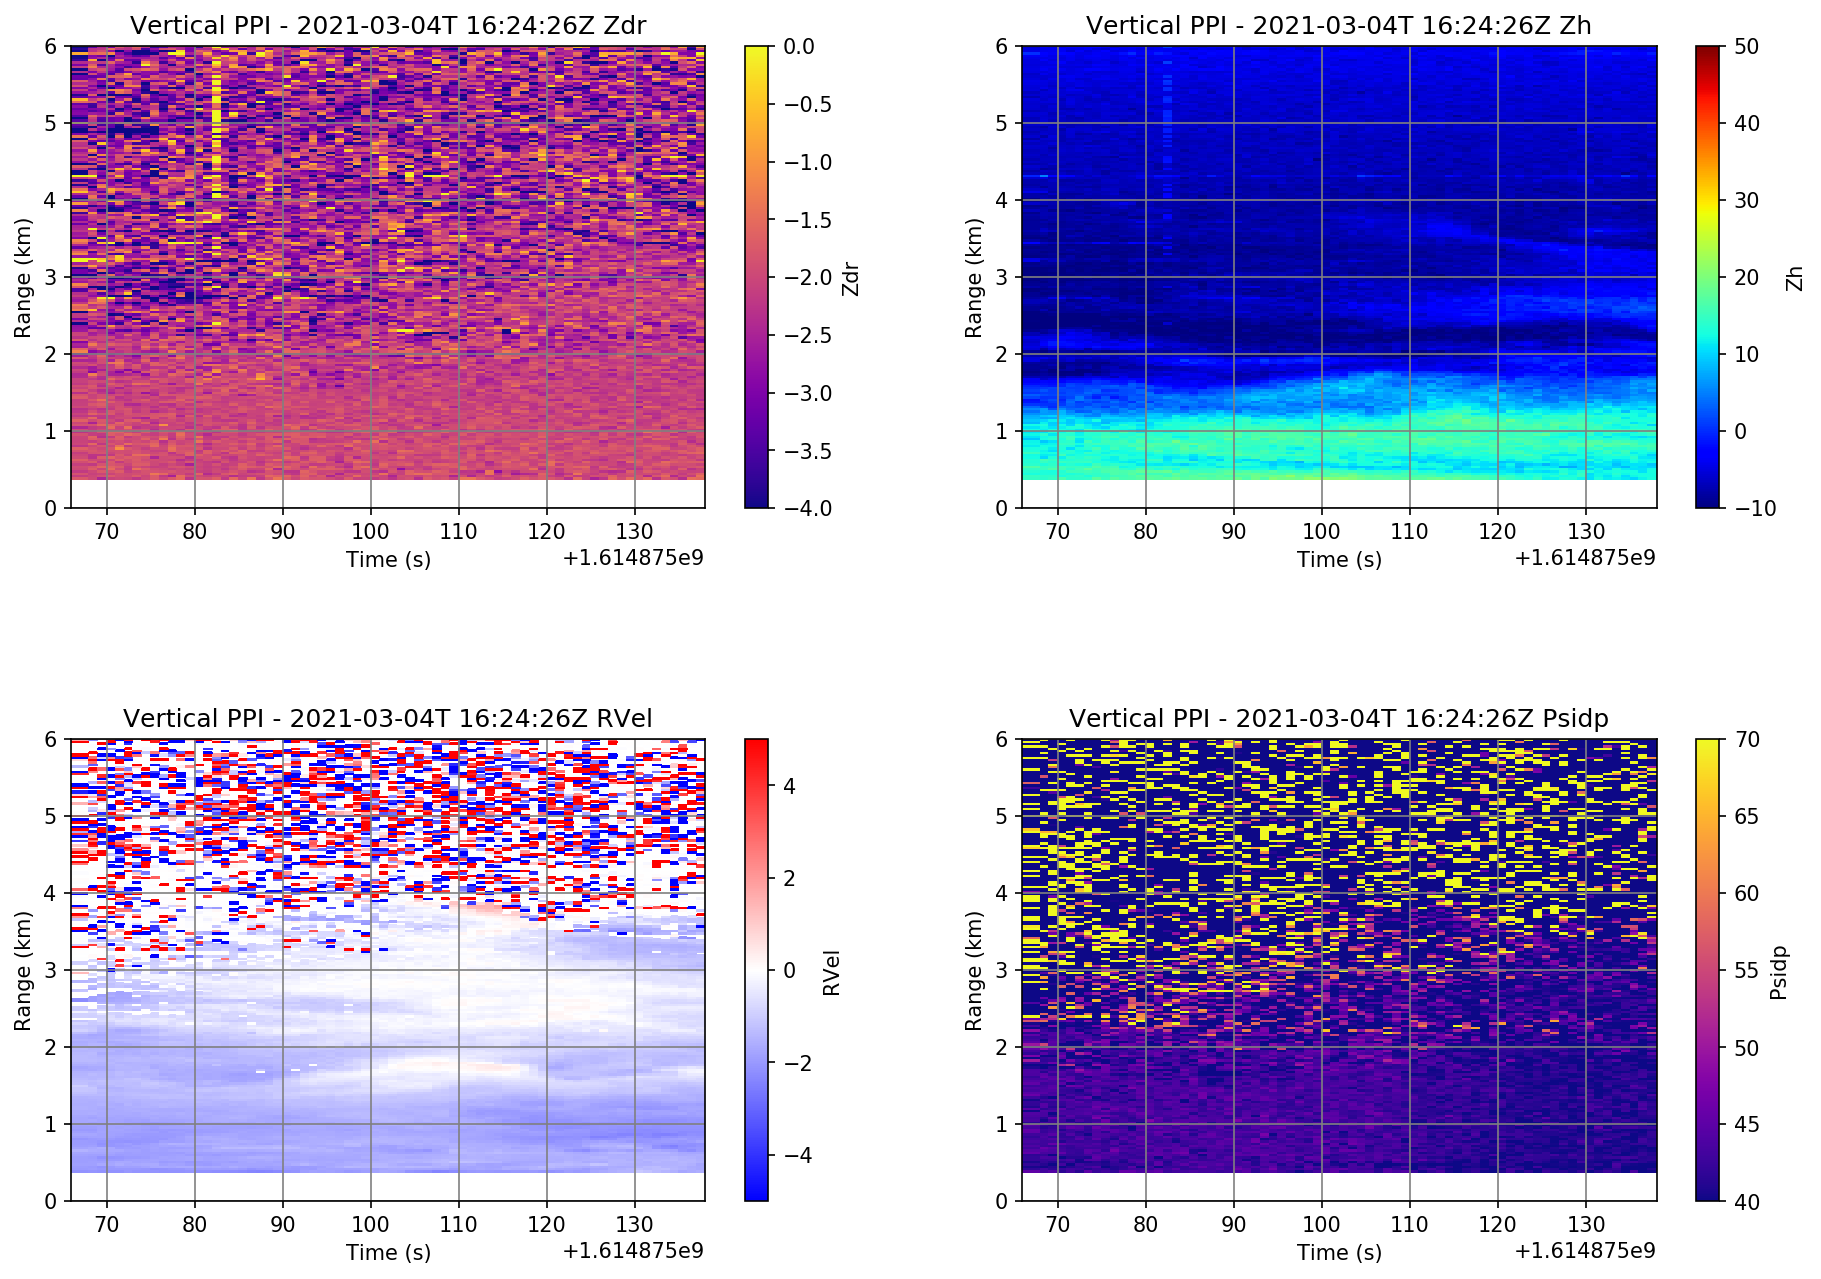 Vertical PPI - 2021-03-04T 16:24:26Z Zdr
6
5
4
3
2
1
0
Range (km)
70 80 90 100 110 120 130
Time (s)
+1.614875e9
0.0
−0.5
−1.0
−1.5
−2.0
−2.5
−3.0
−3.5
−4.0
Zdr
Vertical PPI - 2021-03-04T 16:24:26Z Zh
6
5
4
3
2
1
0
Range (km)
70 80 90 100 110 120 130
Time (s)
+1.614875e9
50
40
30
20
10
0
−10
Zh
Vertical PPI - 2021-03-04T 16:24:26Z RVel
6
5
4
3
2
1
0
Range (km)
70 80 90 100 110 120 130
Time (s)
+1.614875e9
4
2
0
−2
−4
RVel
Vertical PPI - 2021-03-04T 16:24:26Z Psidp
6
5
4
3
2
1
0
Range (km)
70 80 90 100 110 120 130
Time (s)
+1.614875e9
70
65
60
55
50
45
40
Psidp